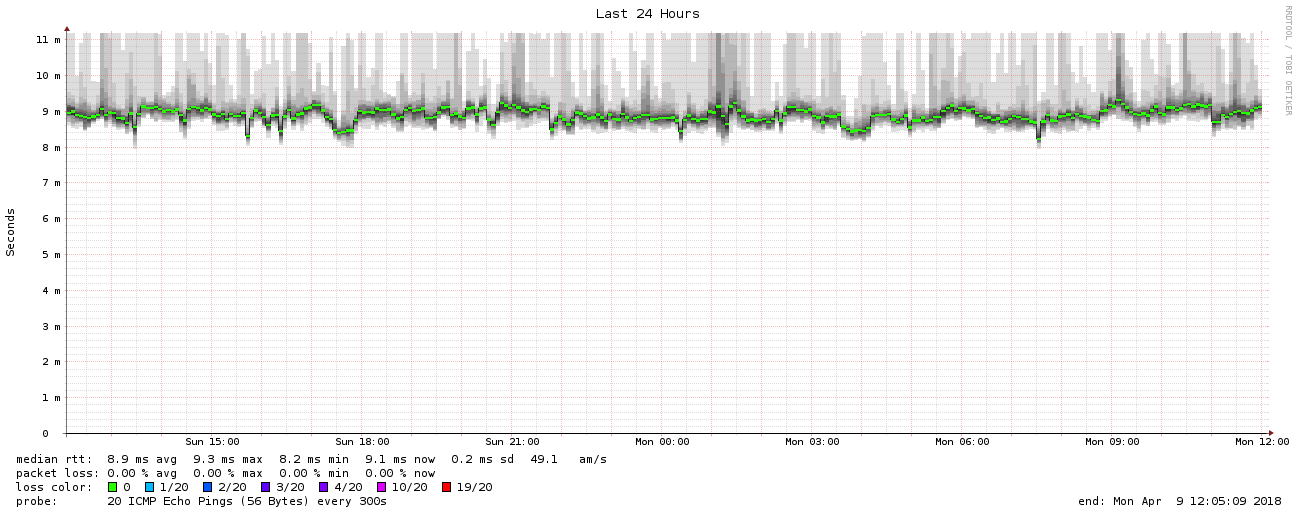 Last 24 Hours
RRDTOOL / TOBI OETIKER
11 m
10 m
9 m
8 m
7 m
6 m
5 m
4 m
3 m
2 m
1 m
0
Seconds
Sun 15:00 Sun 18:00 Sun 21:00 Mon 00:00 Mon 03:00 Mon 06:00 Mon 09:00 Mon 12:00
median rtt: 8.9 ms avg 9.3 ms max 8.2 ms min 9.1 ms now 0.2 ms sd 49.1 am/s
packet loss: 0.00 % avg 0.00 % max 0.00 % min 0.00 % now
loss color: 0 1/20 2/20 3/20 4/20 10/20 19/20
probe: 20 ICMP Echo Pings (56 Bytes) every 300s end: Mon Apr 9 12:05:09 2018